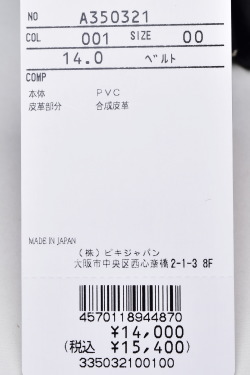 NO A350321
COL 001 SIZE 00
14.0 ベルト
COMP
本体 PVC
皮革部分 合成皮革
MADE IN JAPAN
(株)ピキジャパン
大阪市中央区西心斎橋2-1-3 8F
4570118944870
¥14,000
(税込 ¥15,400)
335032100100